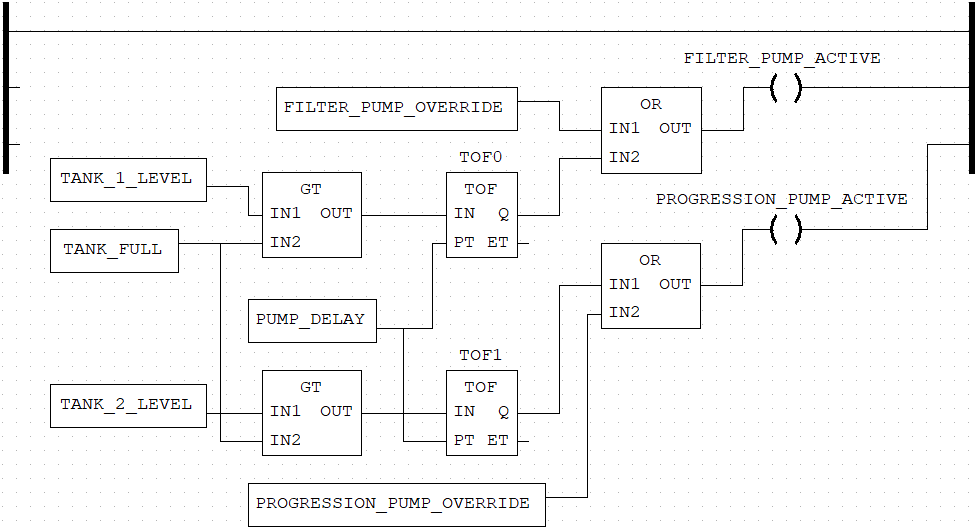 FILTER_PUMP_ACTIVE
FILTER_PUMP_OVERRIDE
OR
IN1 OUT
IN2
TOF0
TANK_1_LEVEL
GT
IN1 OUT
IN2
TOF
IN Q
PT ET
PROGRESSION_PUMP_ACTIVE
TANK_FULL
OR
IN1 OUT
IN2
PUMP_DELAY
TOF1
TANK_2_LEVEL
GT
IN1 OUT
IN2
TOF
IN Q
PT ET
PROGRESSION_PUMP_OVERRIDE